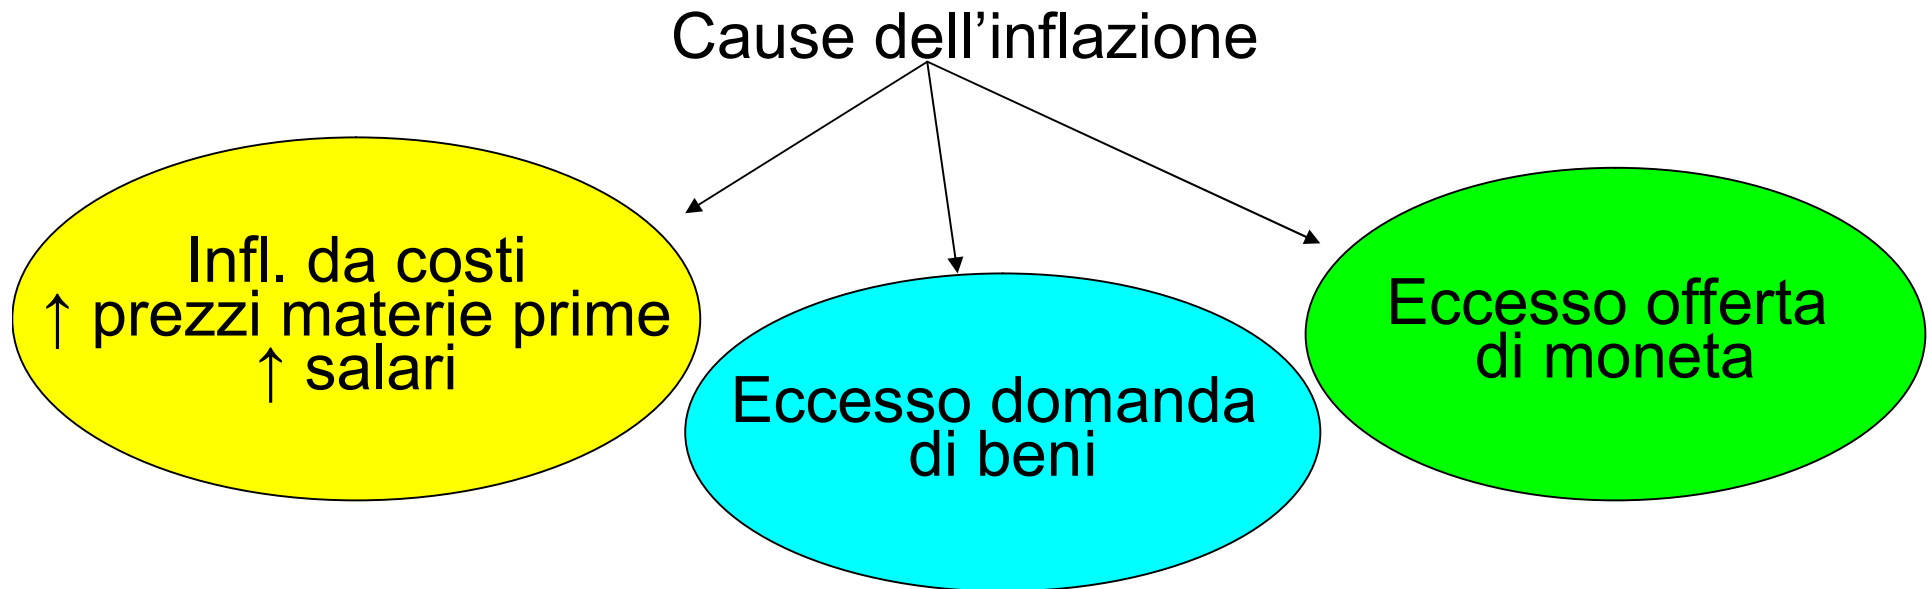 Cause dell’inflazione
Infl. da costi
↑ prezzi materie prime
↑ salari
Eccesso domanda
di beni
Eccesso offerta
di moneta